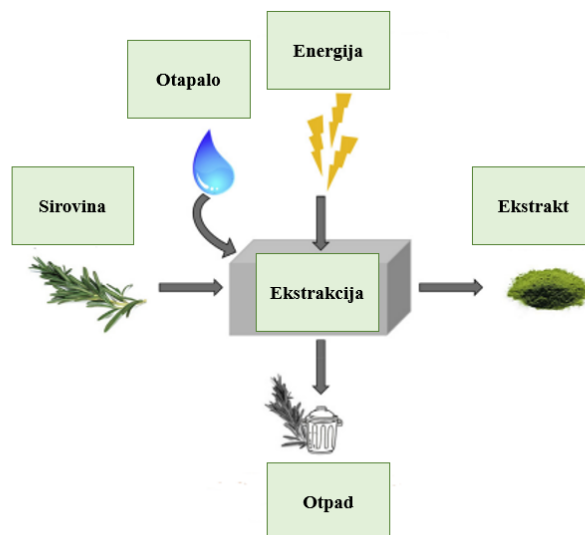 Energija
Otapalo
Sirovina
Ekstrakt
Ekstrakcija
Otpad